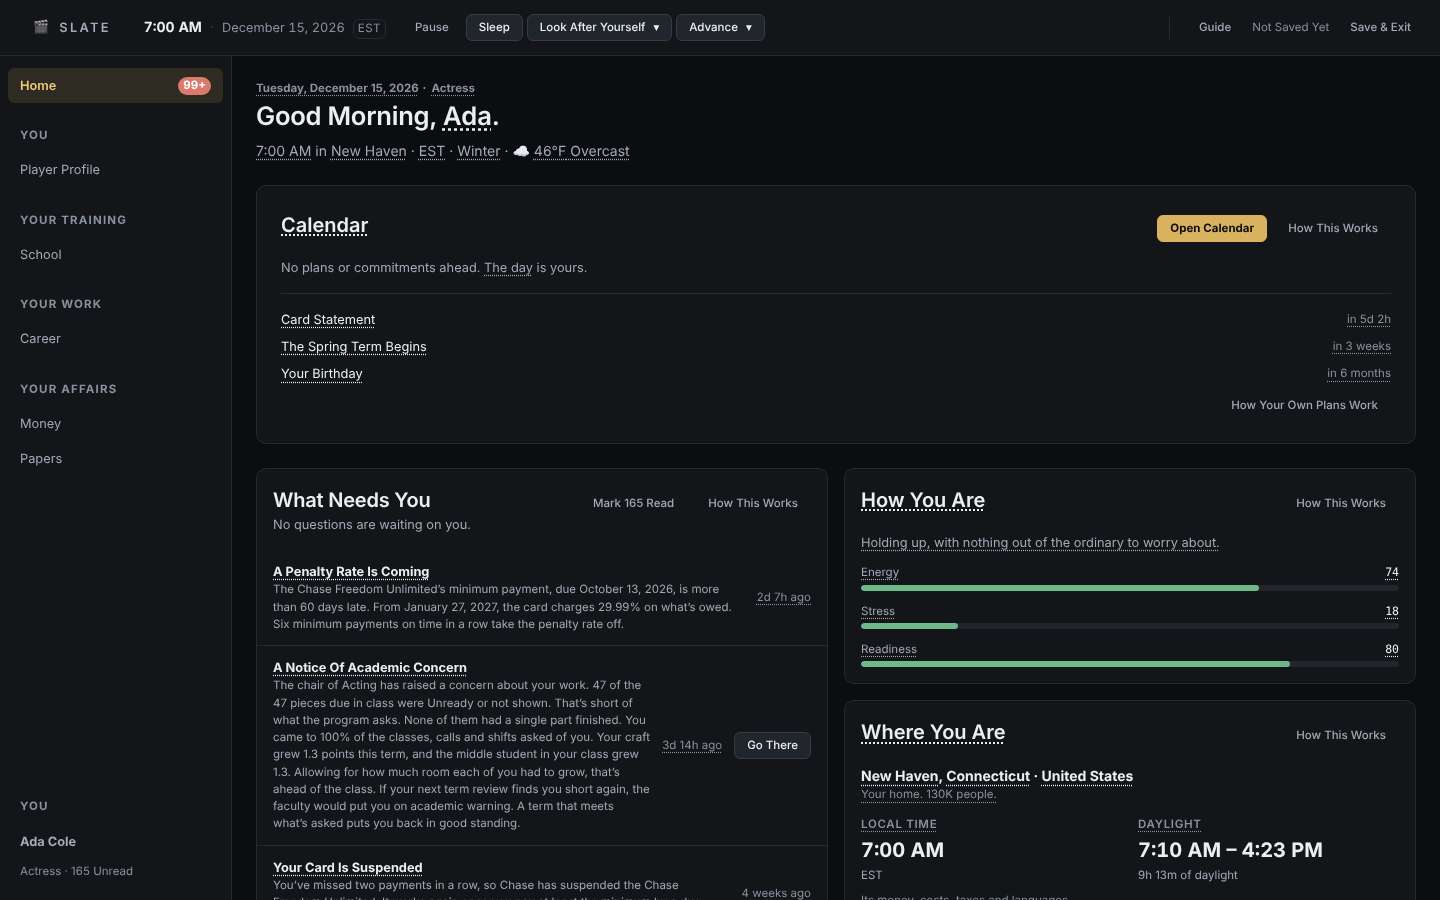 SLATE
7:00 AM · December 15, 2026 EST
Pause
Sleep
Look After Yourself ▾
Advance ▾
Guide
Not Saved Yet
Save & Exit
Home 99+
YOU
Player Profile
YOUR TRAINING
School
YOUR WORK
Career
YOUR AFFAIRS
Money
Papers
YOU
Ada Cole
Actress · 165 Unread
Tuesday, December 15, 2026 · Actress
Good Morning, Ada.
7:00 AM in New Haven · EST · Winter · 46°F Overcast
Calendar
Open Calendar
How This Works
No plans or commitments ahead. The day is yours.
Card Statement in 5d 2h
The Spring Term Begins in 3 weeks
Your Birthday in 6 months
How Your Own Plans Work
What Needs You
Mark 165 Read
How This Works
No questions are waiting on you.
A Penalty Rate Is Coming
The Chase Freedom Unlimited's minimum payment, due October 13, 2026, is more
than 60 days late. From January 27, 2027, the card charges 29.99% on what's owed.
Six minimum payments on time in a row take the penalty rate off.
2d 7h ago
A Notice Of Academic Concern
The chair of Acting has raised a concern about your work. 47 of the
47 pieces due in class were Unready or not shown. That's short of
what the program asks. None of them had a single part finished. You
came to 100% of the classes, calls and shifts asked of you. Your craft
grew 1.3 points this term, and the middle student in your class grew
1.3. Allowing for how much room each of you had to grow, that's
ahead of the class. If your next term review finds you short again, the
faculty would put you on academic warning. A term that meets
what's asked puts you back in good standing.
3d 14h ago
Go There
Your Card Is Suspended
You've missed two payments in a row, so Chase has suspended the Chase
4 weeks ago
How You Are
How This Works
Holding up, with nothing out of the ordinary to worry about.
Energy 74
Stress 18
Readiness 80
Where You Are
How This Works
New Haven, Connecticut · United States
Your home. 130K people.
LOCAL TIME
7:00 AM
EST
DAYLIGHT
7:10 AM – 4:23 PM
9h 13m of daylight